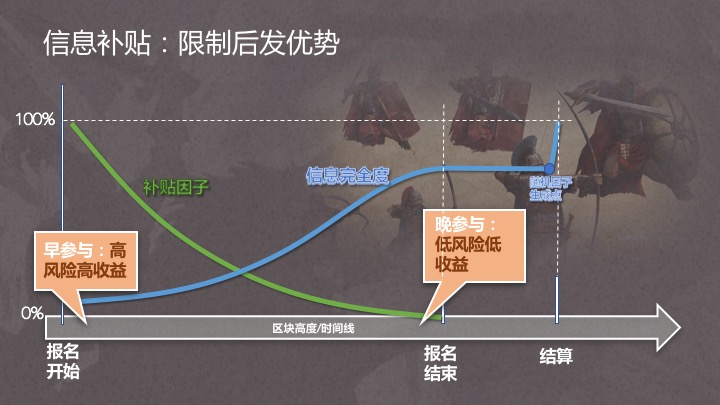 信息补贴：限制后发优势
100%
补贴因子
信息完全度
随机因子
生成点
早参与：高
风险高收益
晚参与：
低风险低
收益
0%
区块高度/时间线
报名
开始
报名
结束
结算